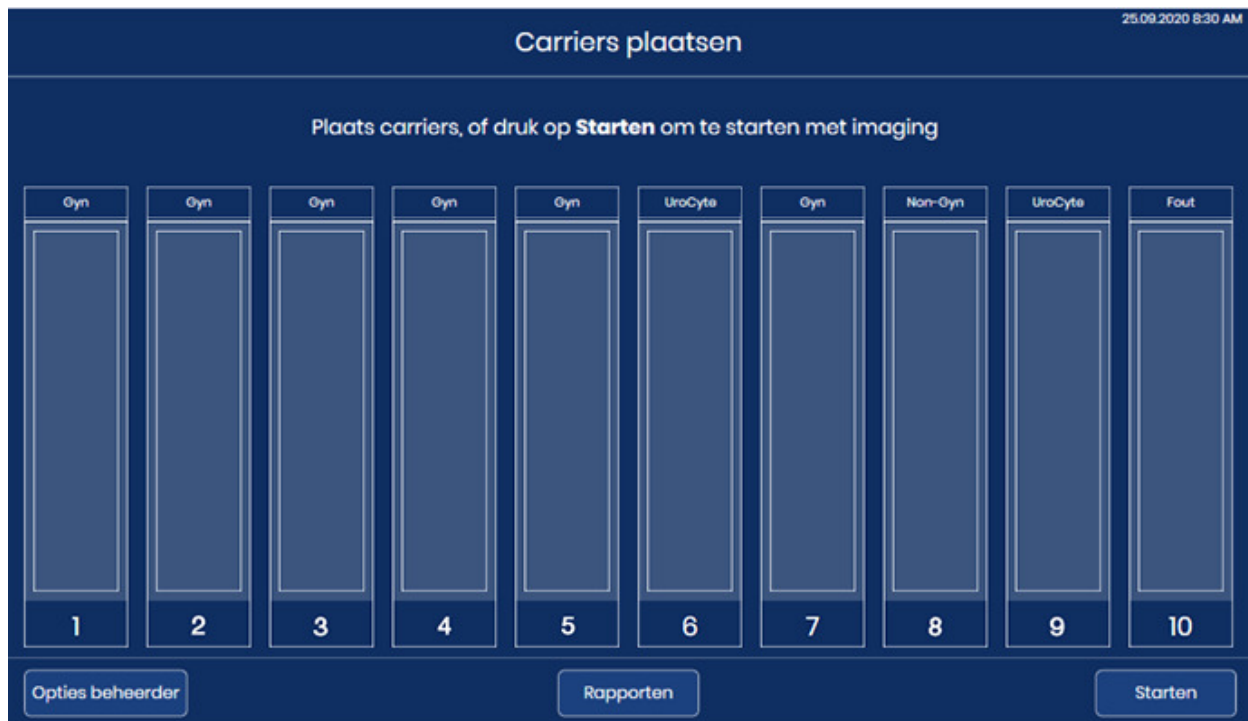 25.09.2020 8:30 AM
Carriers plaatsen
Plaats carriers, of druk op Starten om te starten met imaging
Gyn Gyn Gyn Gyn Gyn UroCyte Gyn Non-Gyn UroCyte Fout
1 2 3 4 5 6 7 8 9 10
Opties beheerder Rapporten Starten